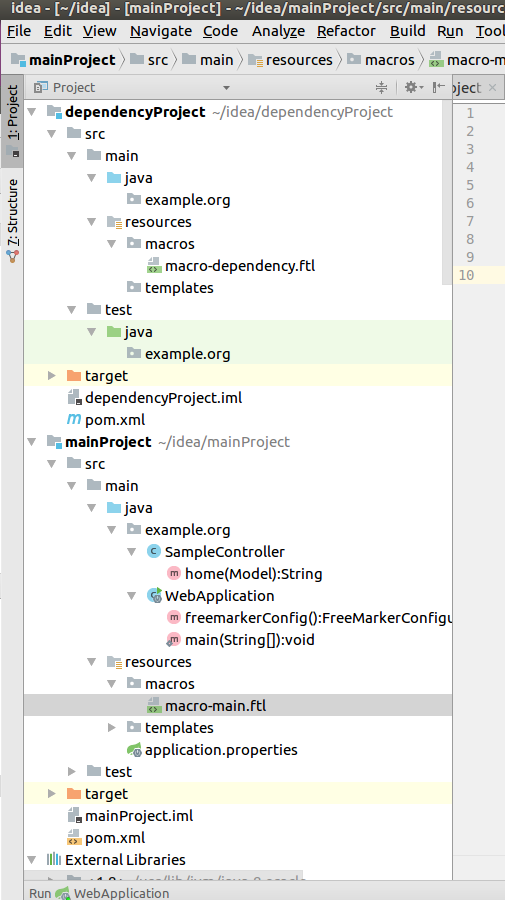 idea - [~/idea] - [mainProject] - ~/idea/mainProject/src/main/resourc
File Edit View Navigate Code Analyze Refactor Build Run Tool
mainProject src main resources macros macro-m
1: Project
7: Structure
Project
oject
1
2
3
4
5
6
7
8
9
10
dependencyProject ~/idea/dependencyProject
src
main
java
example.org
resources
macros
macro-dependency.ftl
templates
test
java
example.org
target
dependencyProject.iml
pom.xml
mainProject ~/idea/mainProject
src
main
java
example.org
SampleController
home(Model):String
WebApplication
freemarkerConfig():FreeMarkerConfigu
main(String[]):void
resources
macros
macro-main.ftl
templates
application.properties
test
target
mainProject.iml
pom.xml
External Libraries
Run WebApplication